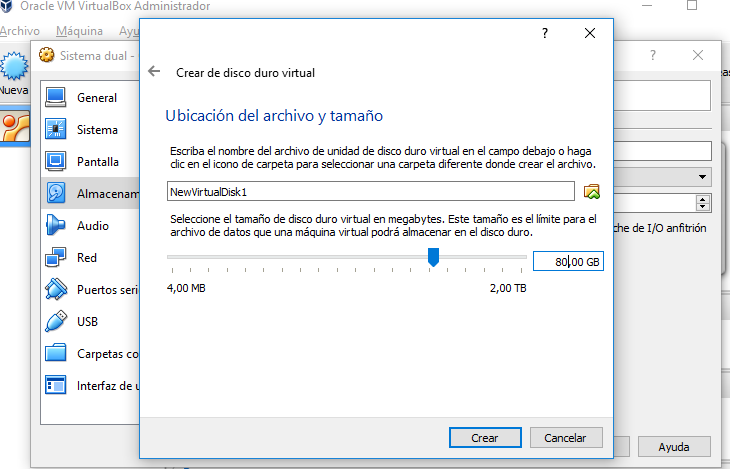 Oracle VM VirtualBox Administrador
Archivo Máquina Ayu
Sistema dual -
?
?
Nueva
Crear de disco duro virtual
General
Sistema
Pantalla
Almacenam
Audio
Red
Puertos seri
USB
Carpetas co
Interfaz de u
Ubicación del archivo y tamaño
Escriba el nombre del archivo de unidad de disco duro virtual en el campo debajo o haga
clic en el icono de carpeta para seleccionar una carpeta diferente donde crear el archivo.
NewVirtualDisk1
Seleccione el tamaño de disco duro virtual en megabytes. Este tamaño es el límite para el
archivo de datos que una máquina virtual podrá almacenar en el disco duro.
80,00 GB
4,00 MB 2,00 TB
che de I/O anfitrión
Crear Cancelar
Ayuda